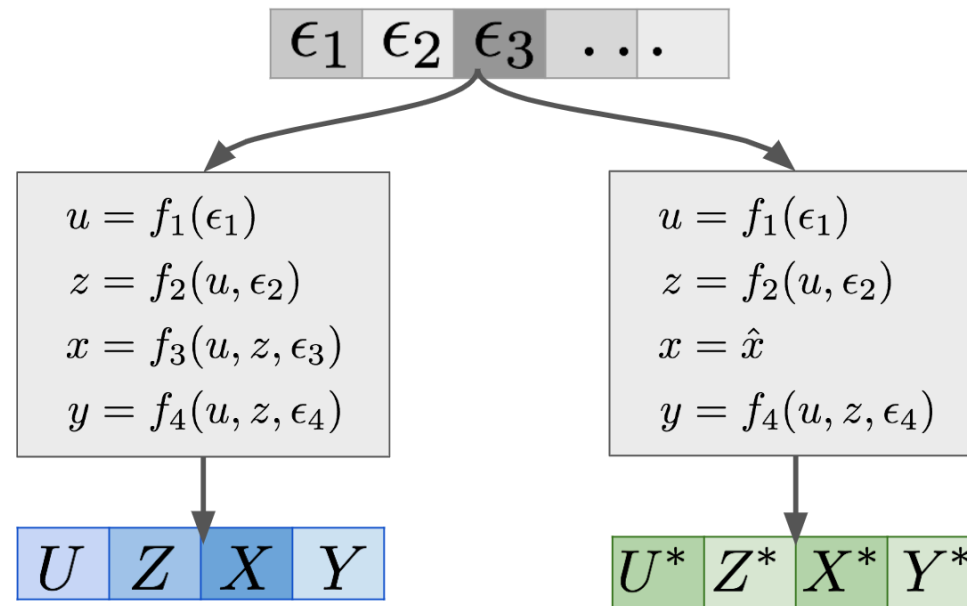 ϵ₁ ϵ₂ ϵ₃ ...
u = f₁(ϵ₁)
z = f₂(u, ϵ₂)
x = f₃(u, z, ϵ₃)
y = f₄(u, z, ϵ₄)
u = f₁(ϵ₁)
z = f₂(u, ϵ₂)
x = x̂
y = f₄(u, z, ϵ₄)
U Z X Y
U* Z* X* Y*